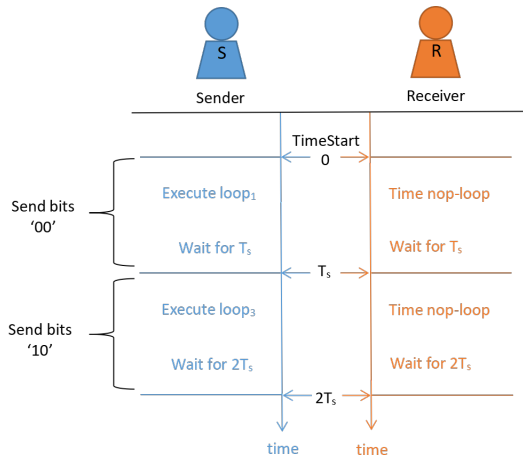 S
R
Sender
Receiver
TimeStart
0
Send bits
‘00’
Execute loop₁
Time nop-loop
Wait for Tₛ
Wait for Tₛ
Tₛ
Send bits
‘10’
Execute loop₃
Time nop-loop
Wait for 2Tₛ
Wait for 2Tₛ
2Tₛ
time
time